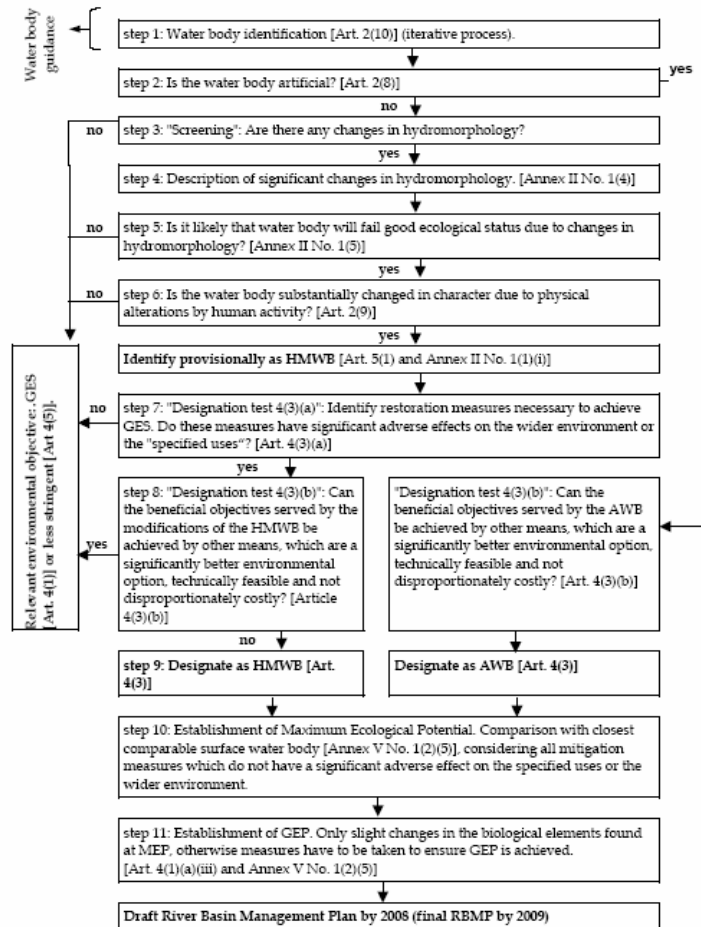 Water body
guidance
step 1: Water body identification [Art. 2(10)] (iterative process).
yes
step 2: Is the water body artificial? [Art. 2(8)]
no
no
step 3: "Screening": Are there any changes in hydromorphology?
yes
step 4: Description of significant changes in hydromorphology. [Annex II No. 1(4)]
no
step 5: Is it likely that water body will fail good ecological status due to changes in
hydromorphology? [Annex II No. 1(5)]
yes
no
step 6: Is the water body substantially changed in character due to physical
alterations by human activity? [Art. 2(9)]
yes
Identify provisionally as HMWB [Art. 5(1) and Annex II No. 1(1)(i)]
Relevant environmental objective:. GES
[Art. 4(1)] or less stringent [Art 4(5)].
no
step 7: "Designation test 4(3)(a)": Identify restoration measures necessary to achieve
GES. Do these measures have significant adverse effects on the wider environment or
the "specified uses"? [Art. 4(3)(a)]
yes
step 8: "Designation test 4(3)(b)": Can
the beneficial objectives served by the
modifications of the HMWB be
achieved by other means, which are a
significantly better environmental
option, technically feasible and not
disproportionately costly? [Article
4(3)(b)]
yes
"Designation test 4(3)(b)": Can the
beneficial objectives served by the AWB
be achieved by other means, which are a
significantly better environmental option,
technically feasible and not
disproportionately costly? [Art. 4(3)(b)]
no
step 9: Designate as HMWB [Art.
4(3)]
Designate as AWB [Art. 4(3)]
step 10: Establishment of Maximum Ecological Potential. Comparison with closest
comparable surface water body [Annex V No. 1(2)(5)], considering all mitigation
measures which do not have a significant adverse effect on the specified uses or the
wider environment.
step 11: Establishment of GEP. Only slight changes in the biological elements found
at MEP, otherwise measures have to be taken to ensure GEP is achieved.
[Art. 4(1)(a)(iii) and Annex V No. 1(2)(5)]
Draft River Basin Management Plan by 2008 (final RBMP by 2009)